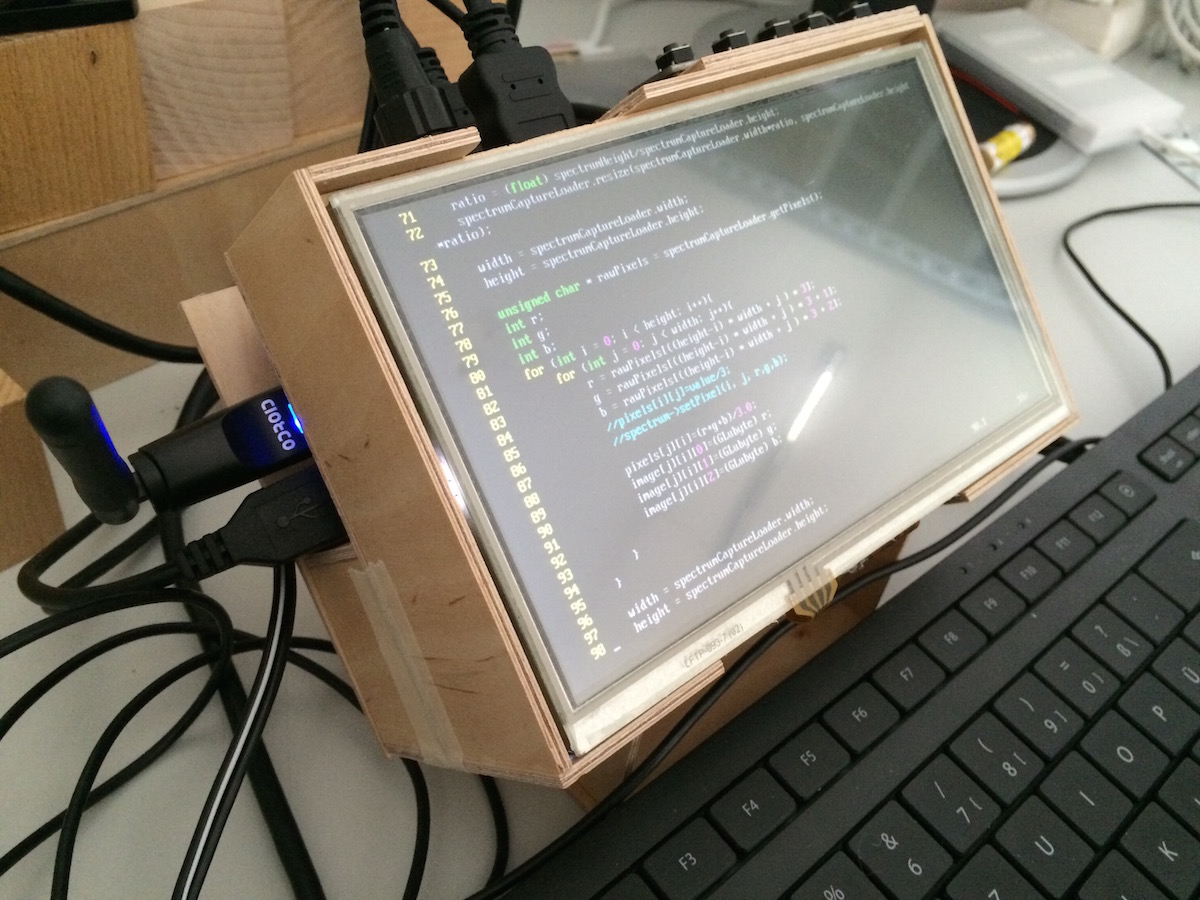 spectrumCaptureLoader.height;
71 ratio = (float) spectrumHeight/spectrumCaptureLoader.height;
72 spectrumCaptureLoader.resize(spectrumCaptureLoader.width*ratio, spectrumCaptureLoader.height
*ratio);
73
74 width = spectrumCaptureLoader.width;
75 height = spectrumCaptureLoader.height;
76
77 unsigned char * rawPixels = spectrumCaptureLoader.getPixels();
78 int r;
79 int g;
80 int b;
81 for (int i = 0; i < height; i++){
82 for (int j = 0; j < width; j++){
83 r = rawPixels[((height-i) * width + j ) * 3];
84 g = rawPixels[((height-i) * width + j ) * 3 + 1];
85 b = rawPixels[((height-i) * width + j ) * 3 + 2];
86 //pixels[i][j]=value/3;
87 //spectrum->setPixel(i, j, r,g,b);
88 pixels[j][i]=(r+g+b)/3.0;
89 image[j][i][0]=(GLubyte) r;
90 image[j][i][1]=(GLubyte) g;
91 image[j][i][2]=(GLubyte) b;
92
93
94 }
95 }
96 width = spectrumCaptureLoader.width;
97 height = spectrumCaptureLoader.height;
98
F3
F4
F5
F6
F7
F8
F9
F10
F11
F12
%
&
6
/
7 {
(
8 [
)
9 ]
=
0 }
?
ß \
U
I
O
P
Ü
K